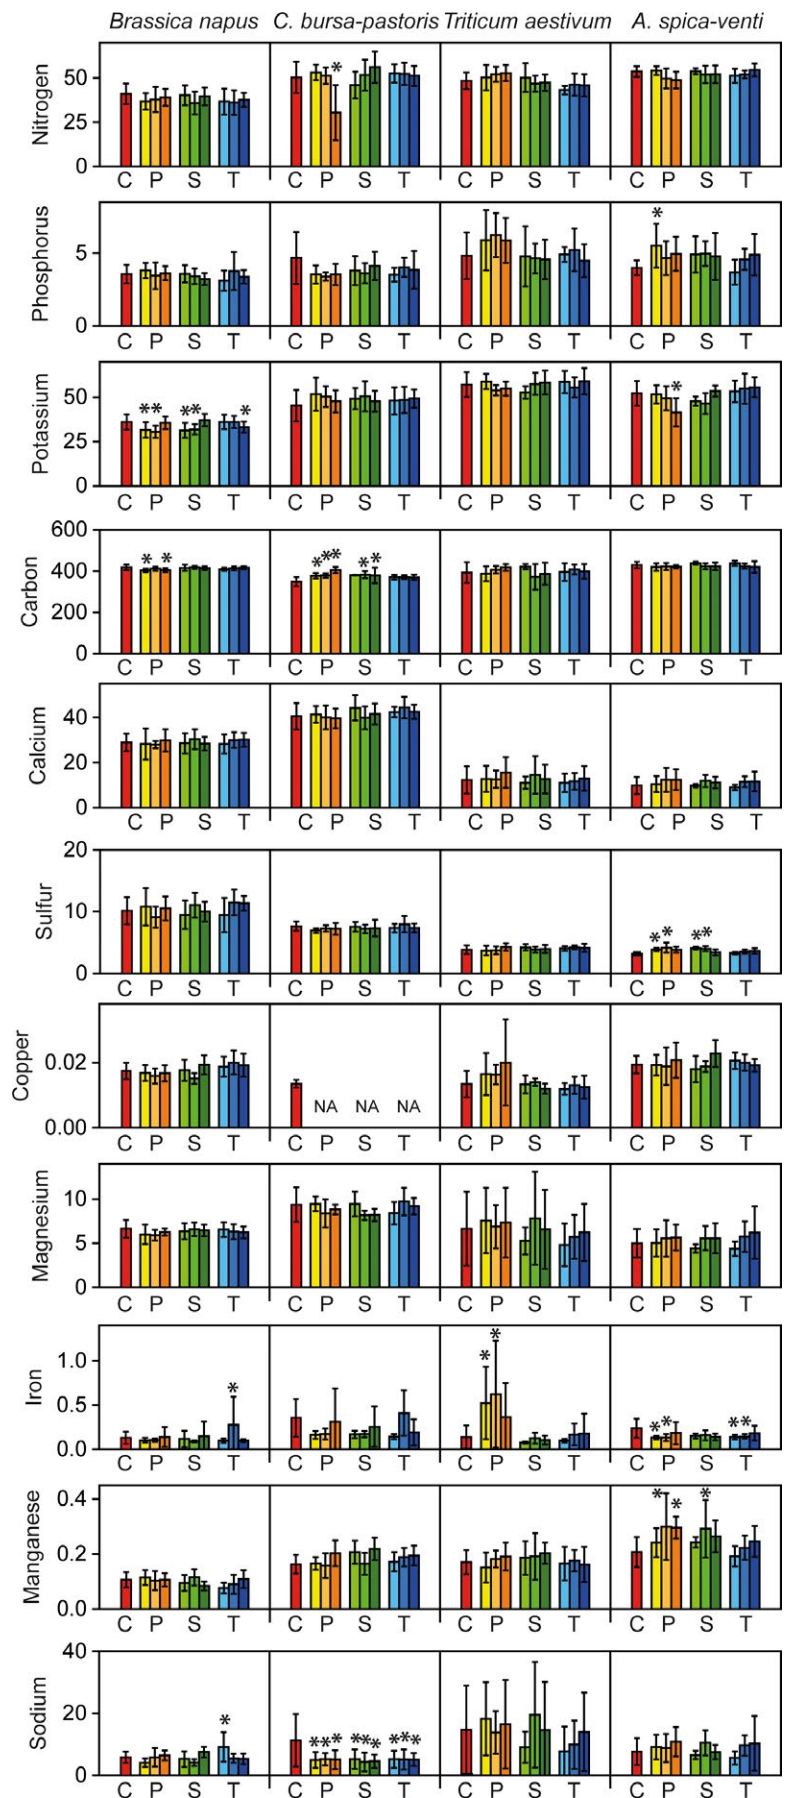 Brassica napus C. bursa-pastoris Triticum aestivum A. spica-venti
Nitrogen
50
25
0
*
C P S T C P S T C P S T C P S T
Phosphorus
5
0
*
C P S T C P S T C P S T C P S T
Potassium
50
25
0
** ** * *
C P S T C P S T C P S T C P S T
Carbon
600
400
200
0
* * *** **
C P S T C P S T C P S T C P S T
Calcium
40
20
0
C P S T C P S T C P S T C P S T
Sulfur
20
10
0
** **
C P S T C P S T C P S T C P S T
Copper
0.02
0.00
NA NA NA
C P S T C P S T C P S T C P S T
Magnesium
10
5
0
C P S T C P S T C P S T C P S T
Iron
1.0
0.5
0.0
* * * ** **
C P S T C P S T C P S T C P S T
Manganese
0.4
0.2
0.0
* * *
C P S T C P S T C P S T C P S T
Sodium
40
20
0
* *** *** ***
C P S T C P S T C P S T C P S T